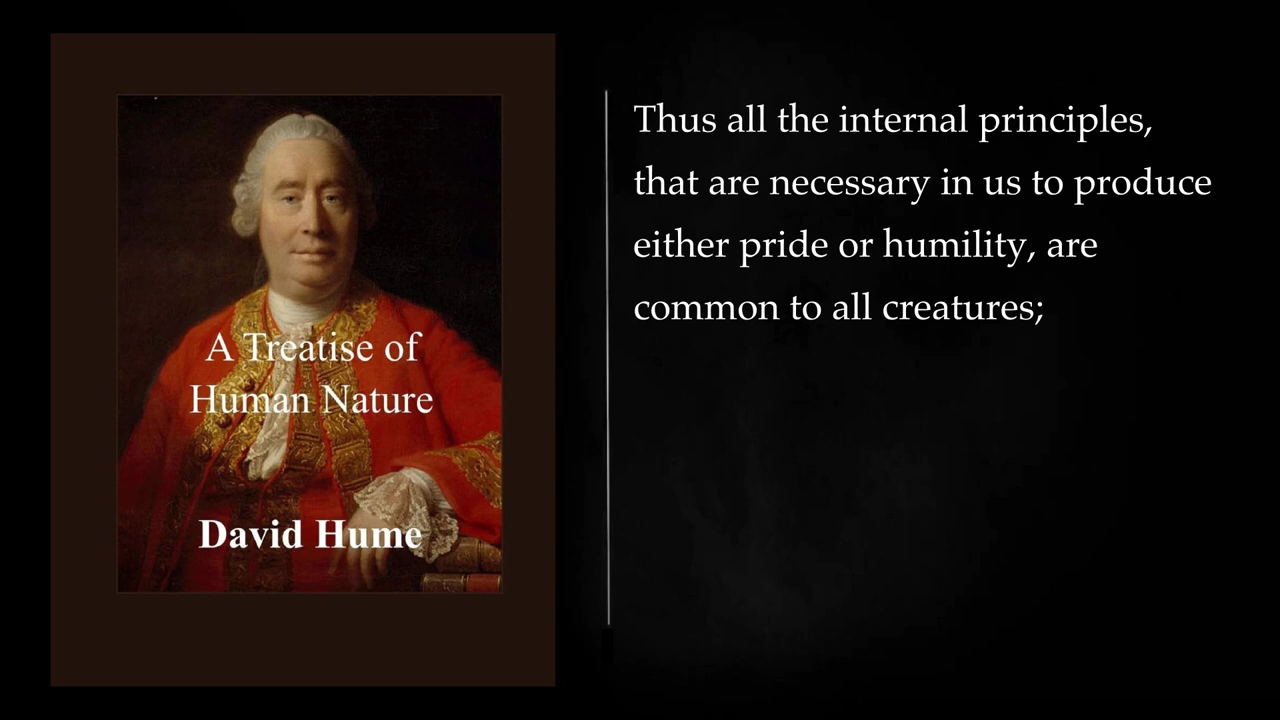 A Treatise of
Human Nature
David Hume
Thus all the internal principles,
that are necessary in us to produce
either pride or humility, are
common to all creatures;